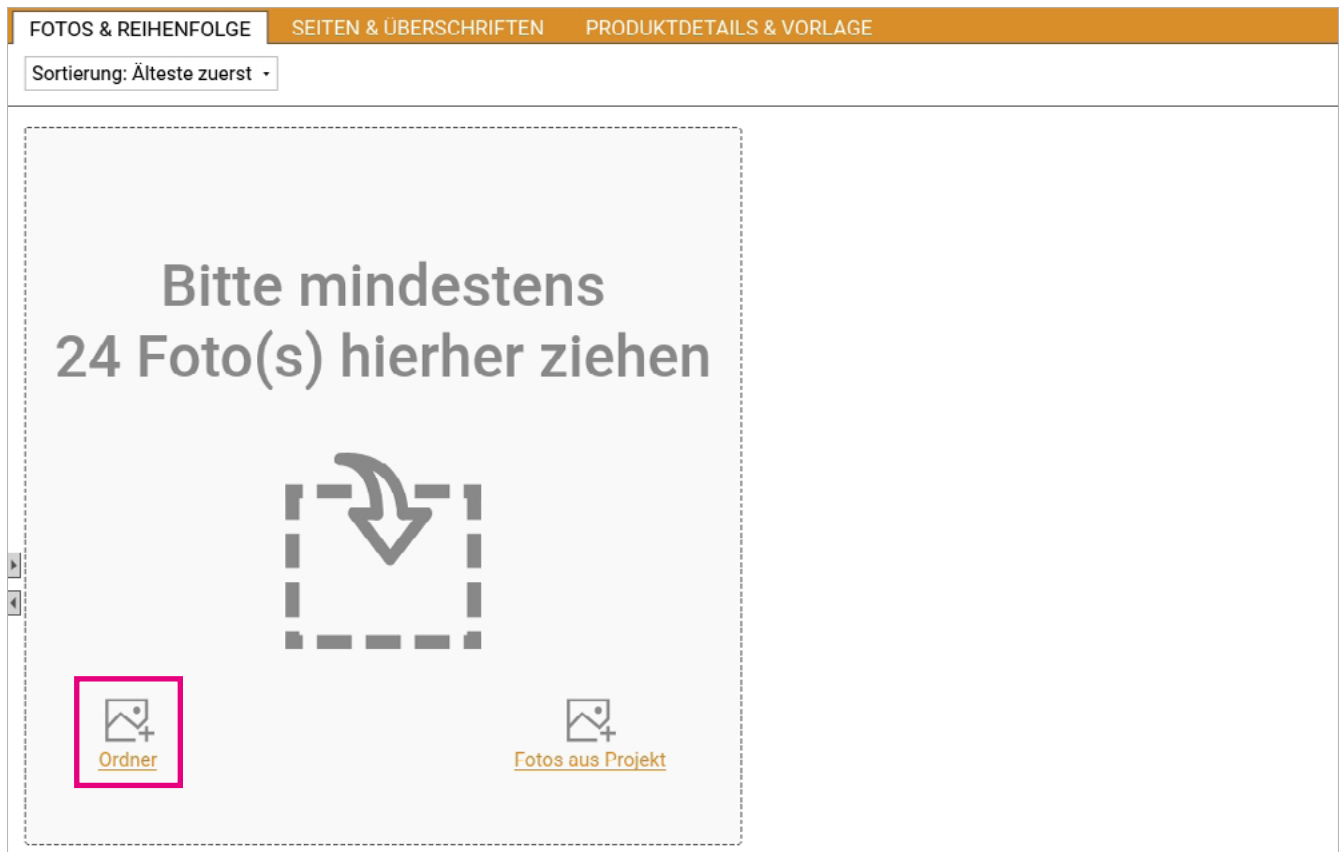 FOTOS & REIHENFOLGE SEITEN & ÜBERSCHRIFTEN PRODUKTDETAILS & VORLAGE
Sortierung: Älteste zuerst
Bitte mindestens
24 Foto(s) hierher ziehen
Ordner Fotos aus Projekt